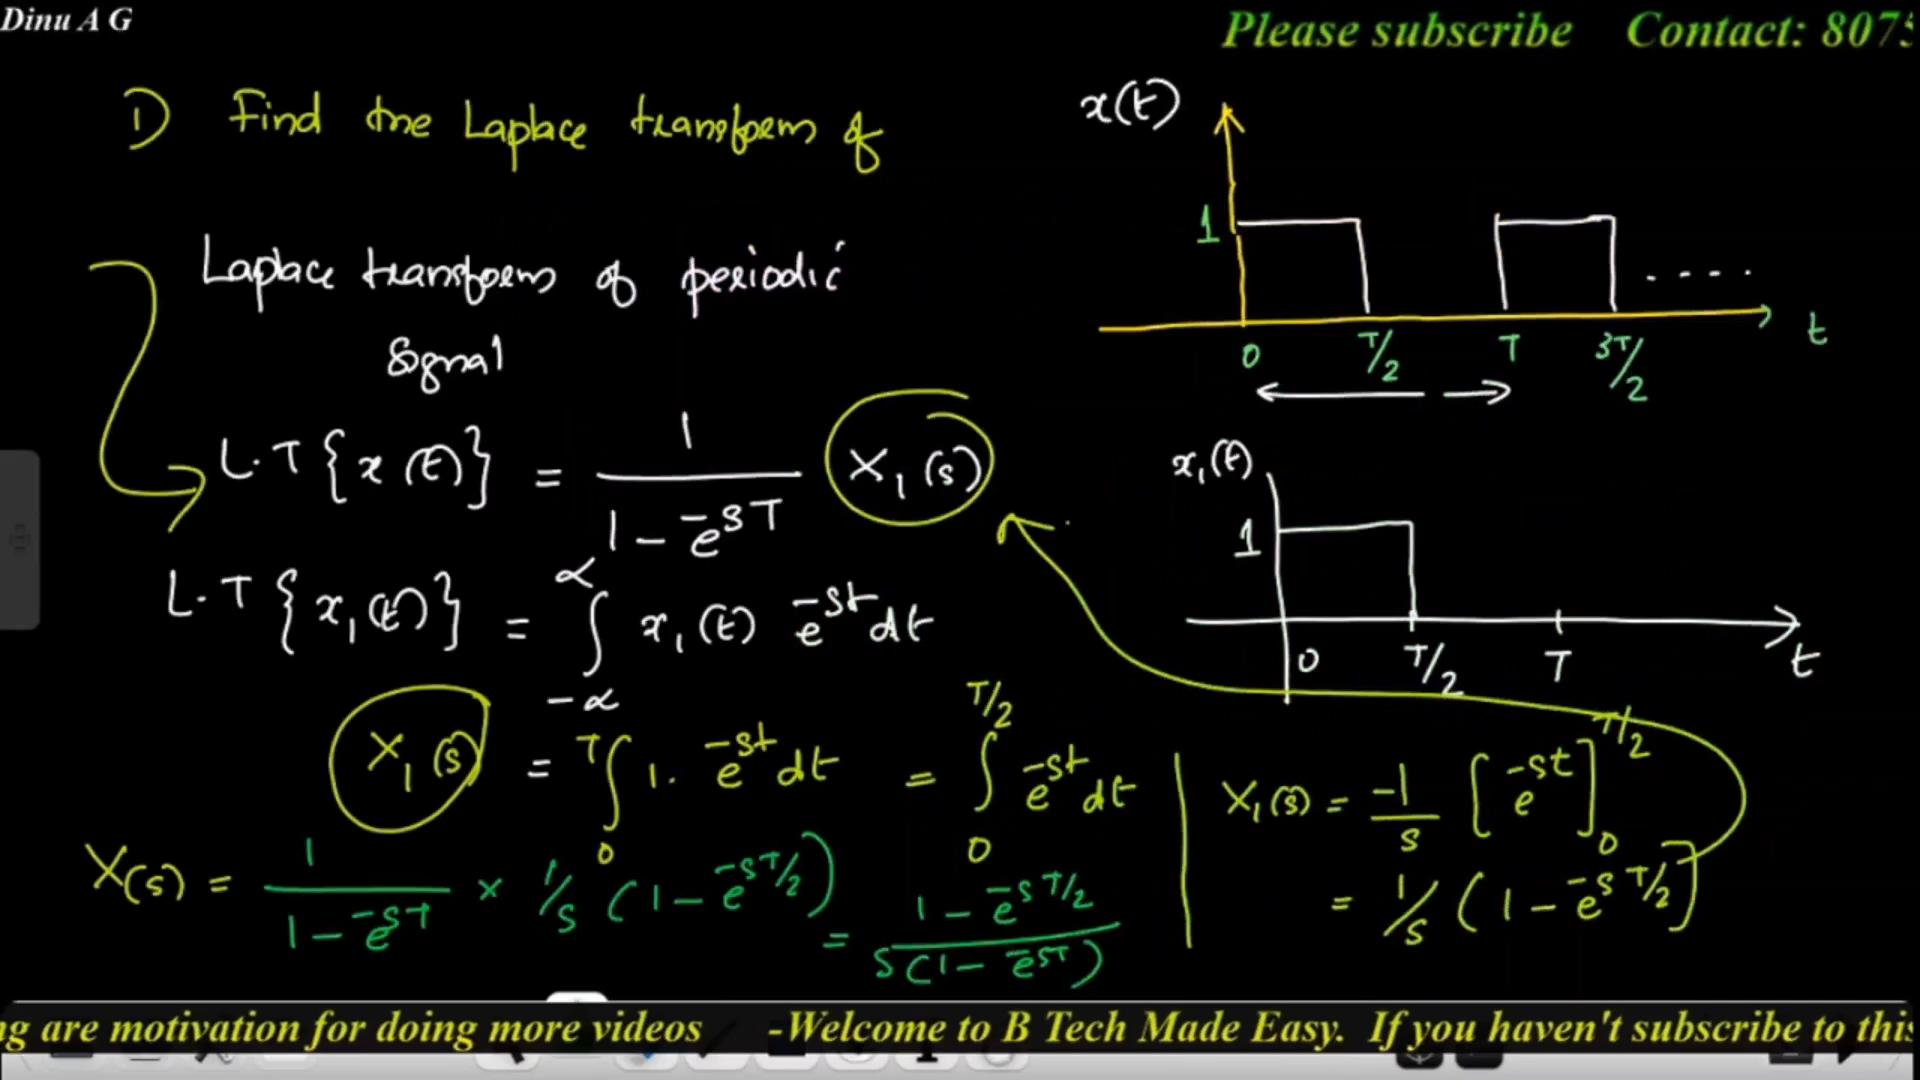 Dinu A G
Please subscribe Contact: 8075
1) Find the Laplace transform of
x(t)
1
0 T/2 T 3T/2 t
Laplace transform of periodic
signal
L.T {x(t)} = 1 / (1 - e^-sT) X₁(s)
x₁(t)
1
0 T/2 T t
L.T {x₁(t)} = ∫_-∝^∝ x₁(t) e^-st dt
X₁(s) = ∫_0^T 1. e^-st dt = ∫_0^T/2 e^-st dt
X₁(s) = -1/s [e^-st]_0^T/2
= 1/s (1 - e^-sT/2]
X(s) = 1 / (1 - e^-sT) × 1/s (1 - e^-sT/2) = (1 - e^-sT/2) / s(1 - e^-sT)
ng are motivation for doing more videos -Welcome to B Tech Made Easy. If you haven't subscribe to this